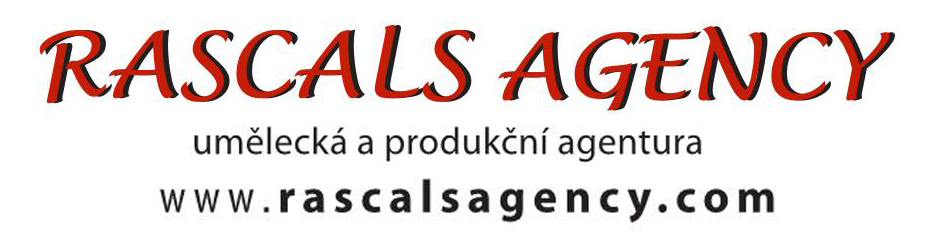 RASCALS AGENCY
umělecká a produkční agentura
www.rascalsagency.com